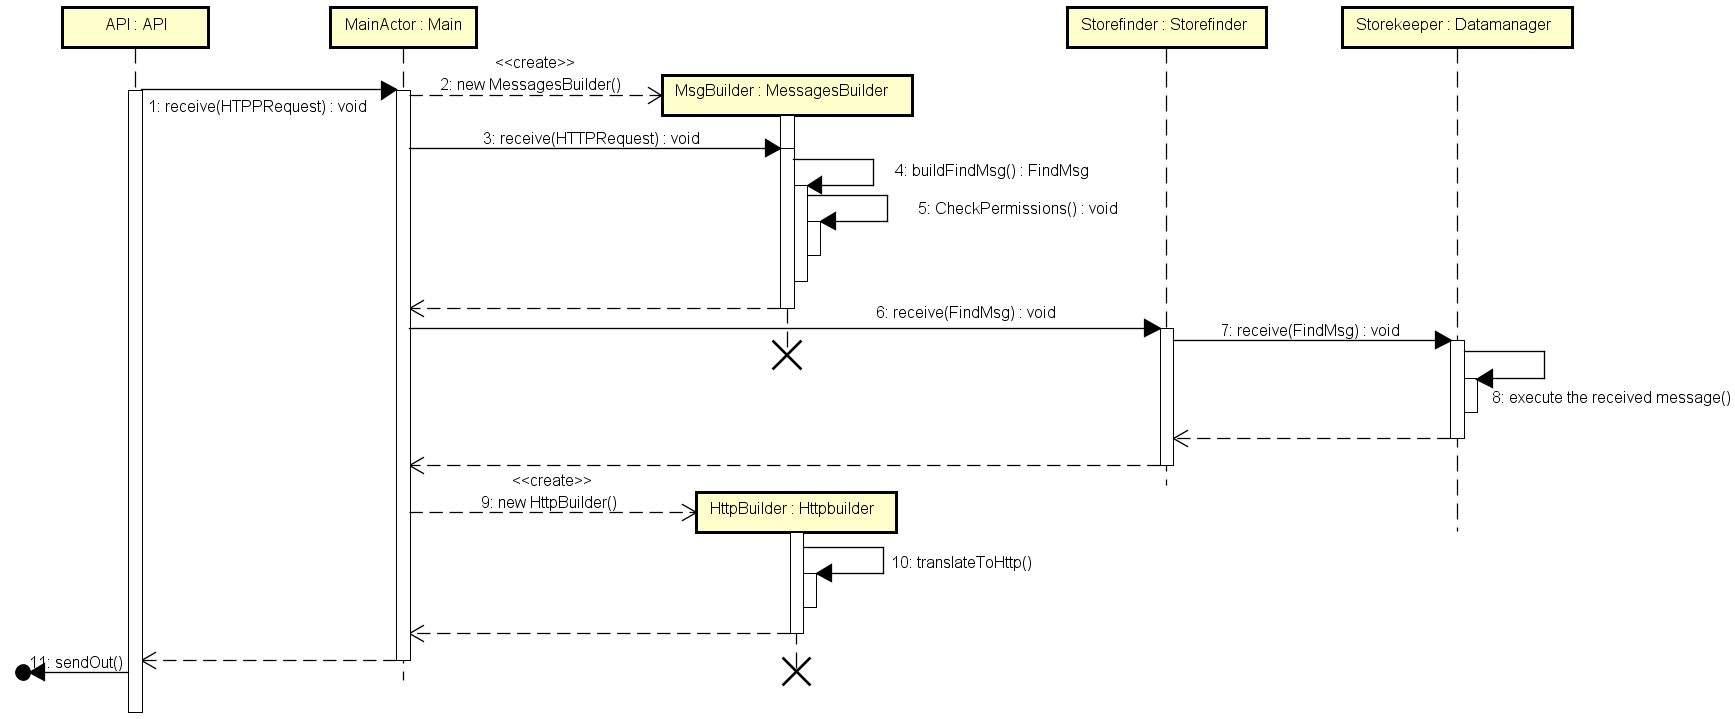 API : API
MainActor : Main
Storefinder : Storefinder
Storekeeper : Datamanager
<<create>>
2: new MessagesBuilder()
MsgBuilder : MessagesBuilder
1: receive(HTPPRequest) : void
3: receive(HTTPRequest) : void
4: buildFindMsg() : FindMsg
5: CheckPermissions() : void
6: receive(FindMsg) : void
7: receive(FindMsg) : void
8: execute the received message()
<<create>>
9: new HttpBuilder()
HttpBuilder : Httpbuilder
10: translateToHttp()
11: sendOut()